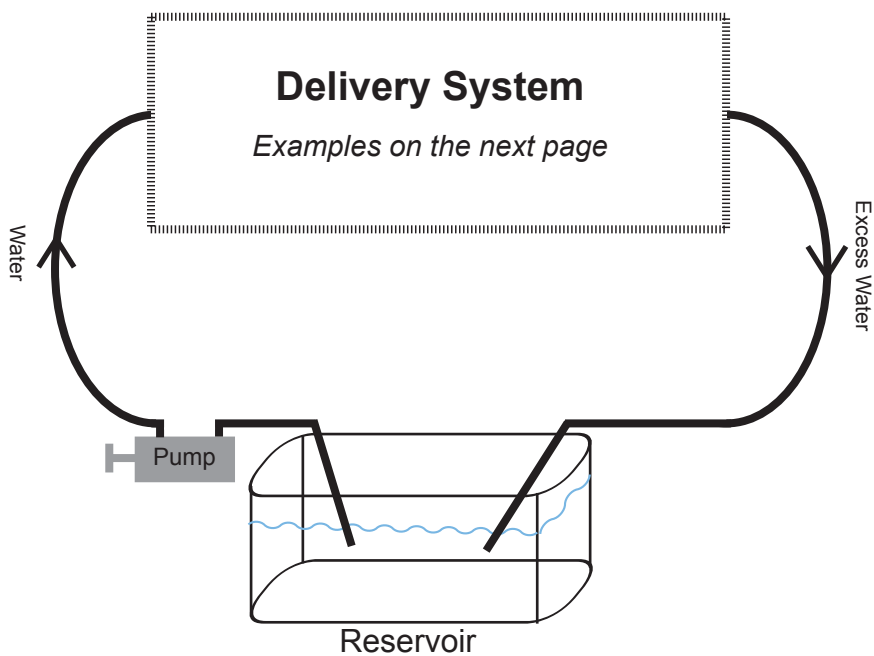 Delivery System
Examples on the next page
Water
Excess Water
Pump
Reservoir